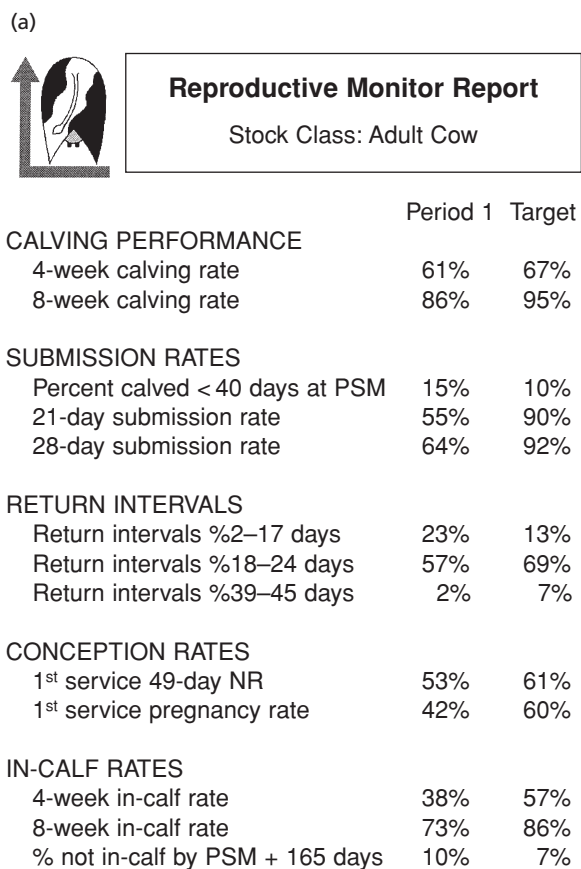 (a)
Reproductive Monitor Report
Stock Class: Adult Cow
Period 1 Target
CALVING PERFORMANCE
4-week calving rate 61% 67%
8-week calving rate 86% 95%
SUBMISSION RATES
Percent calved < 40 days at PSM 15% 10%
21-day submission rate 55% 90%
28-day submission rate 64% 92%
RETURN INTERVALS
Return intervals %2–17 days 23% 13%
Return intervals %18–24 days 57% 69%
Return intervals %39–45 days 2% 7%
CONCEPTION RATES
1st service 49-day NR 53% 61%
1st service pregnancy rate 42% 60%
IN-CALF RATES
4-week in-calf rate 38% 57%
8-week in-calf rate 73% 86%
% not in-calf by PSM + 165 days 10% 7%